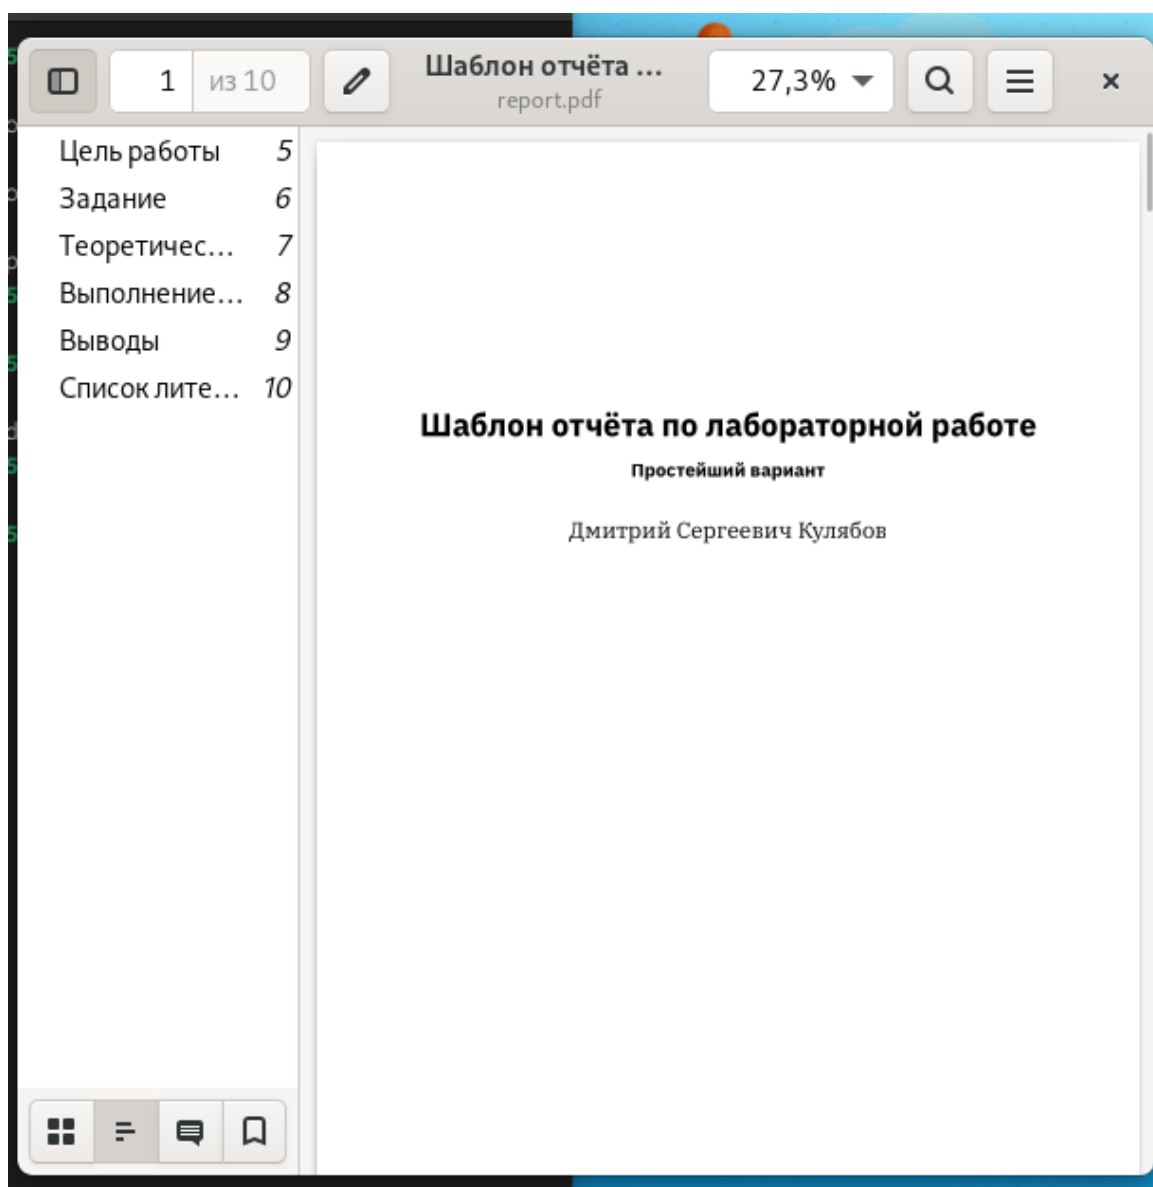 1 из 10 Шаблон отчёта ... 27,3%
report.pdf
Цель работы 5
Задание 6
Теоретичес... 7
Выполнение... 8
Выводы 9
Список лите... 10
Шаблон отчёта по лабораторной работе
Простейший вариант
Дмитрий Сергеевич Кулябов